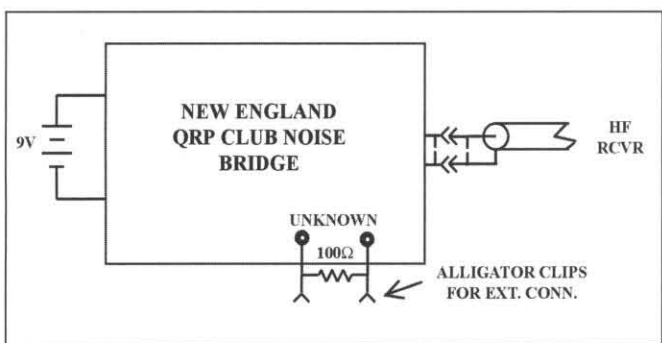 NEW ENGLAND
QRP CLUB NOISE
BRIDGE
9V
HF
RCVR
UNKNOWN
100Ω
ALLIGATOR CLIPS
FOR EXT. CONN.